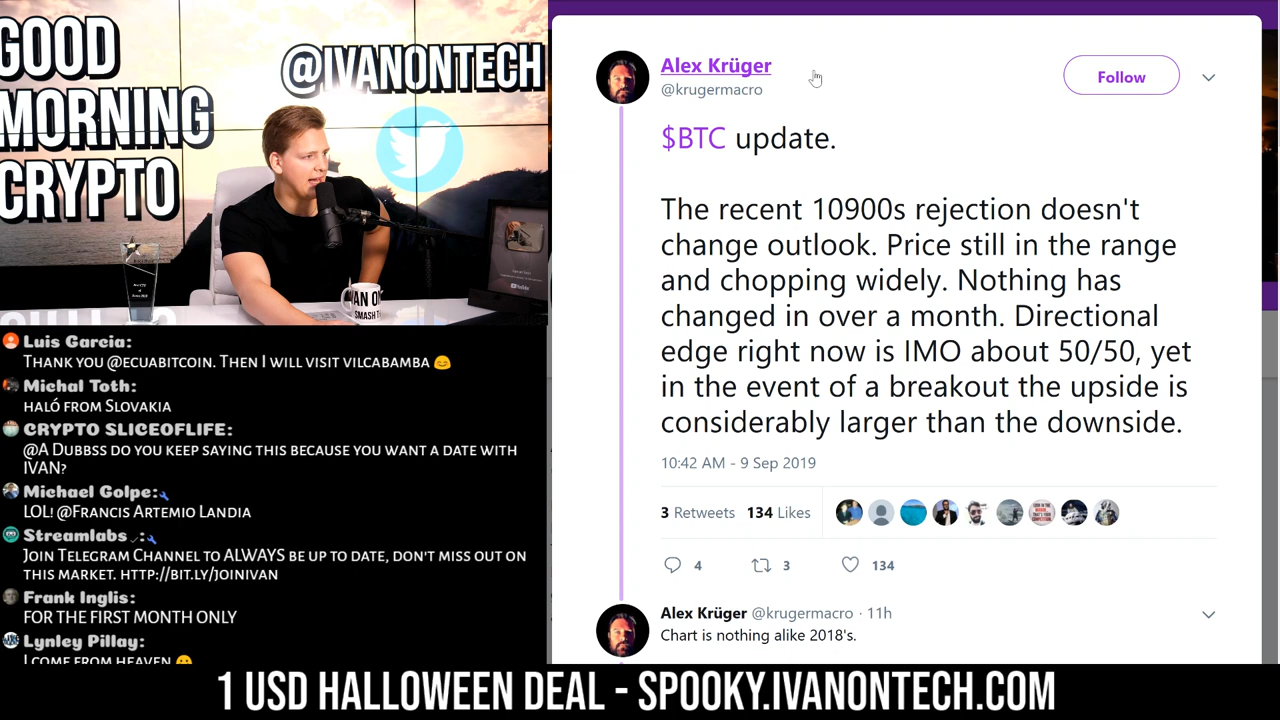 GOOD
MORNING
CRYPTO
@IVANONTECH
Luis Garcia:
THANK YOU @ECUABITCOIN. THEN I WILL VISIT VILCABAMBA 😊
Michal Toth:
HALÓ FROM SLOVAKIA
CRYPTO SLICEOFLIFE:
@A DUBBSS DO YOU KEEP SAYING THIS BECAUSE YOU WANT A DATE WITH
IVAN?
Michael Golpe:
LOL! @FRANCIS ARTEMIO LANDIA
Streamlabs ✓:
JOIN TELEGRAM CHANNEL TO ALWAYS BE UP TO DATE, DON'T MISS OUT ON
THIS MARKET. HTTP://BIT.LY/JOINIVAN
Frank Inglis:
FOR THE FIRST MONTH ONLY
Lynley Pillay:
I COME FROM HEAVEN
Alex Krüger
@krugermacro
Follow
$BTC update.
The recent 10900s rejection doesn't
change outlook. Price still in the range
and chopping widely. Nothing has
changed in over a month. Directional
edge right now is IMO about 50/50, yet
in the event of a breakout the upside is
considerably larger than the downside.
10:42 AM - 9 Sep 2019
3 Retweets 134 Likes
4 3 134
Alex Krüger @krugermacro · 11h
Chart is nothing alike 2018's.
1 USD HALLOWEEN DEAL - SPOOKY.IVANONTECH.COM